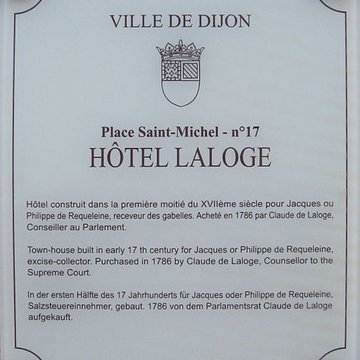 VILLE DE DIJON
Place Saint-Michel - n°17
HÔTEL LALOGE
Hôtel construit dans la première moitié du XVIIème siècle pour Jacques ou
Philippe de Requeleine, receveur des gabelles. Acheté en 1786 par Claude de Laloge,
Conseiller au Parlement.
Town-house built in early 17 th century for Jacques or Philippe de Requeleine,
excise-collector. Purchased in 1786 by Claude de Laloge, Counsellor to the
Supreme Court.
In der ersten Hälfte des 17 Jahrhunderts für Jacques oder Philippe de Requeleine,
Salzsteuereinnehmer, gebaut. 1786 von dem Parlamentsrat Claude de Laloge
aufgekauft.